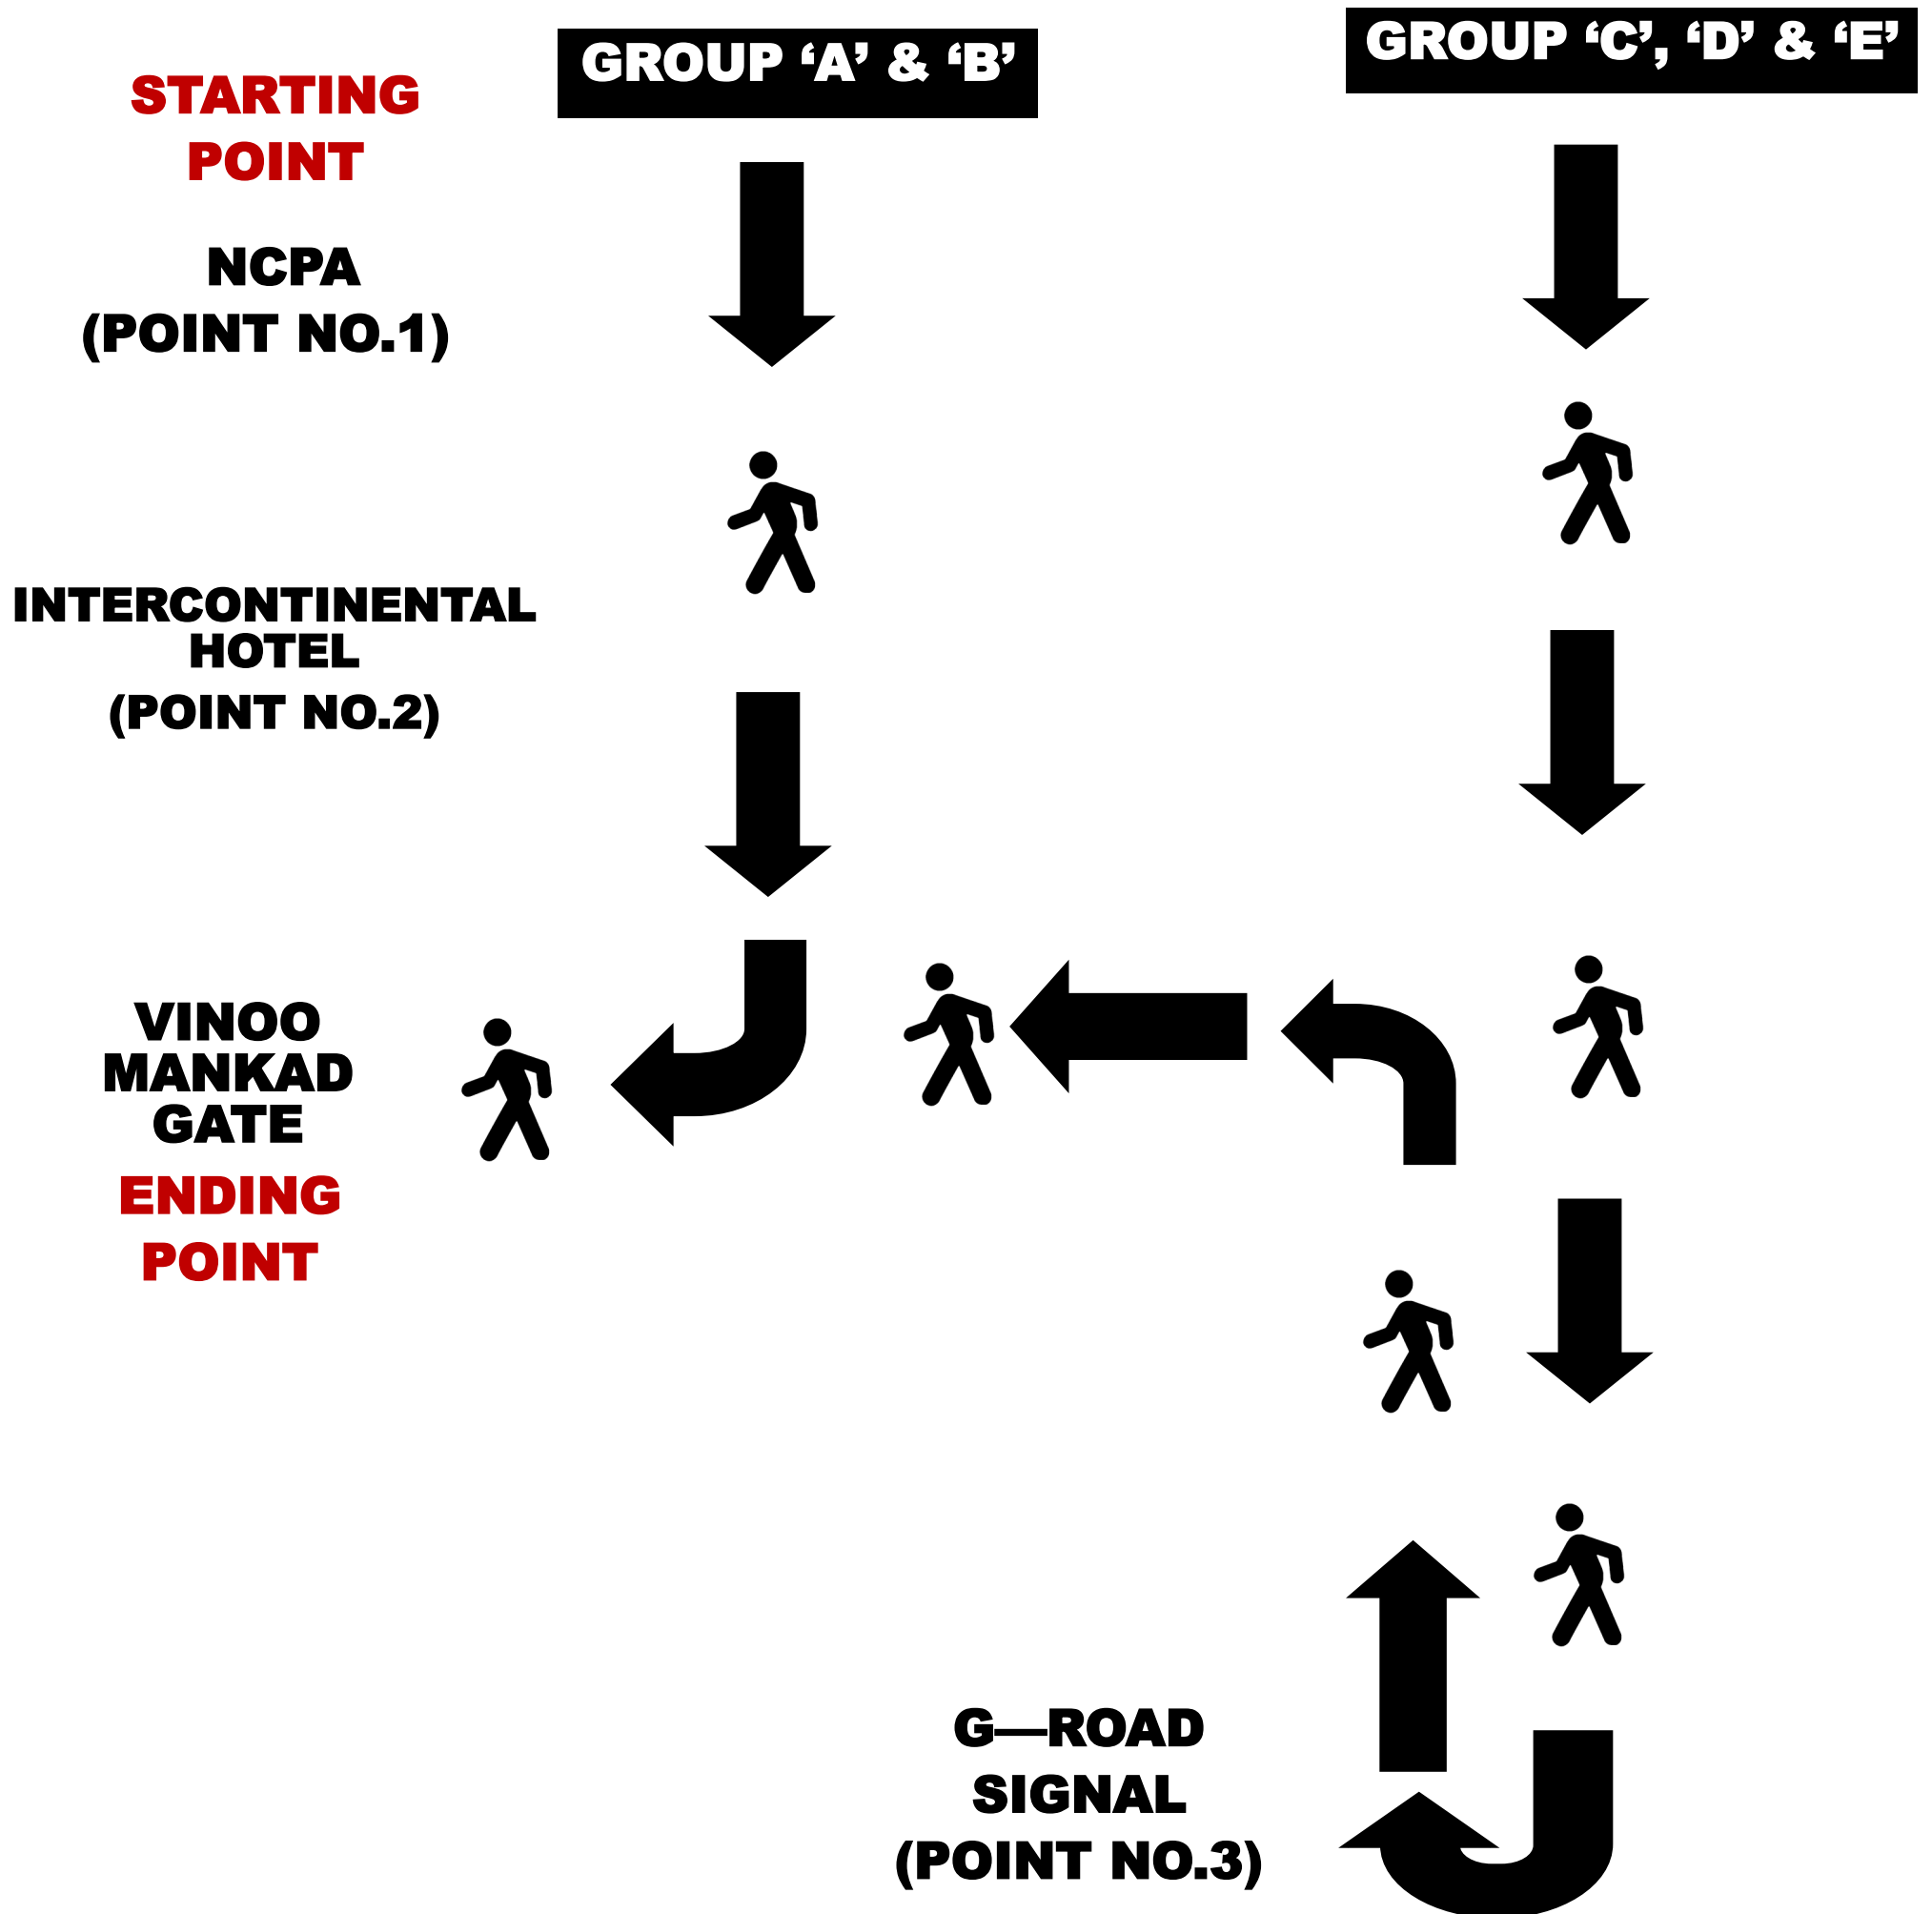 GROUP ‘A’ & ‘B’
GROUP ‘C’, ‘D’ & ‘E’
STARTING
POINT
NCPA
(POINT NO.1)
INTERCONTINENTAL
HOTEL
(POINT NO.2)
VINOO
MANKAD
GATE
ENDING
POINT
G—ROAD
SIGNAL
(POINT NO.3)